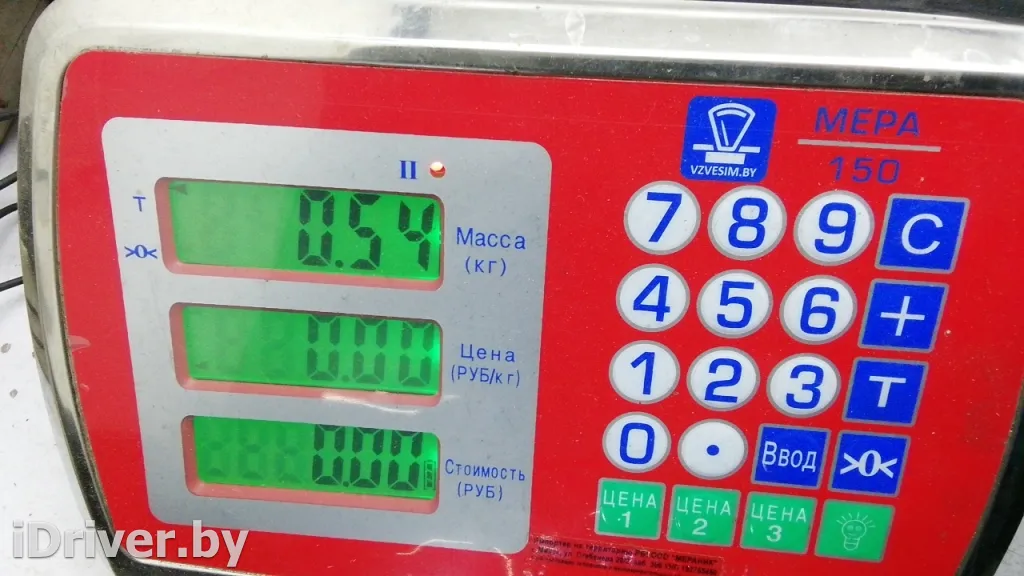 VZVESIM.BY
МЕРА
150
II
T
>0<
0.54
Масса
(кг)
0.00
Цена
(РУБ/кг)
0.00
Стоимость
(РУБ)
7 8 9 C
4 5 6 +
1 2 3 T
0 . Ввод >0<
ЦЕНА 1 ЦЕНА 2 ЦЕНА 3
iDriver.by